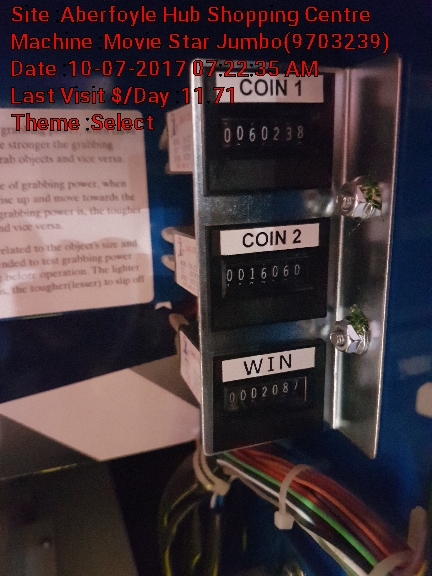 Site Aberfoyle Hub Shopping Centre
Machine :Movie Star Jumbo(9703239)
Date :10-07-2017 07:22:35 AM
Last Visit $/Day :11.71
Theme :Select
COIN 1
0060238
COIN 2
0016060
WIN
0002087
e stronger the grabbing
rab objects and vice versa.
e of grabbing power, when
rise up and move towards the
grabbing power is, the tougher
nd vice versa.
related to the object's size and
nded to test grabbing power
before operation. The lighter
s, the tougher(lesser) to slip off